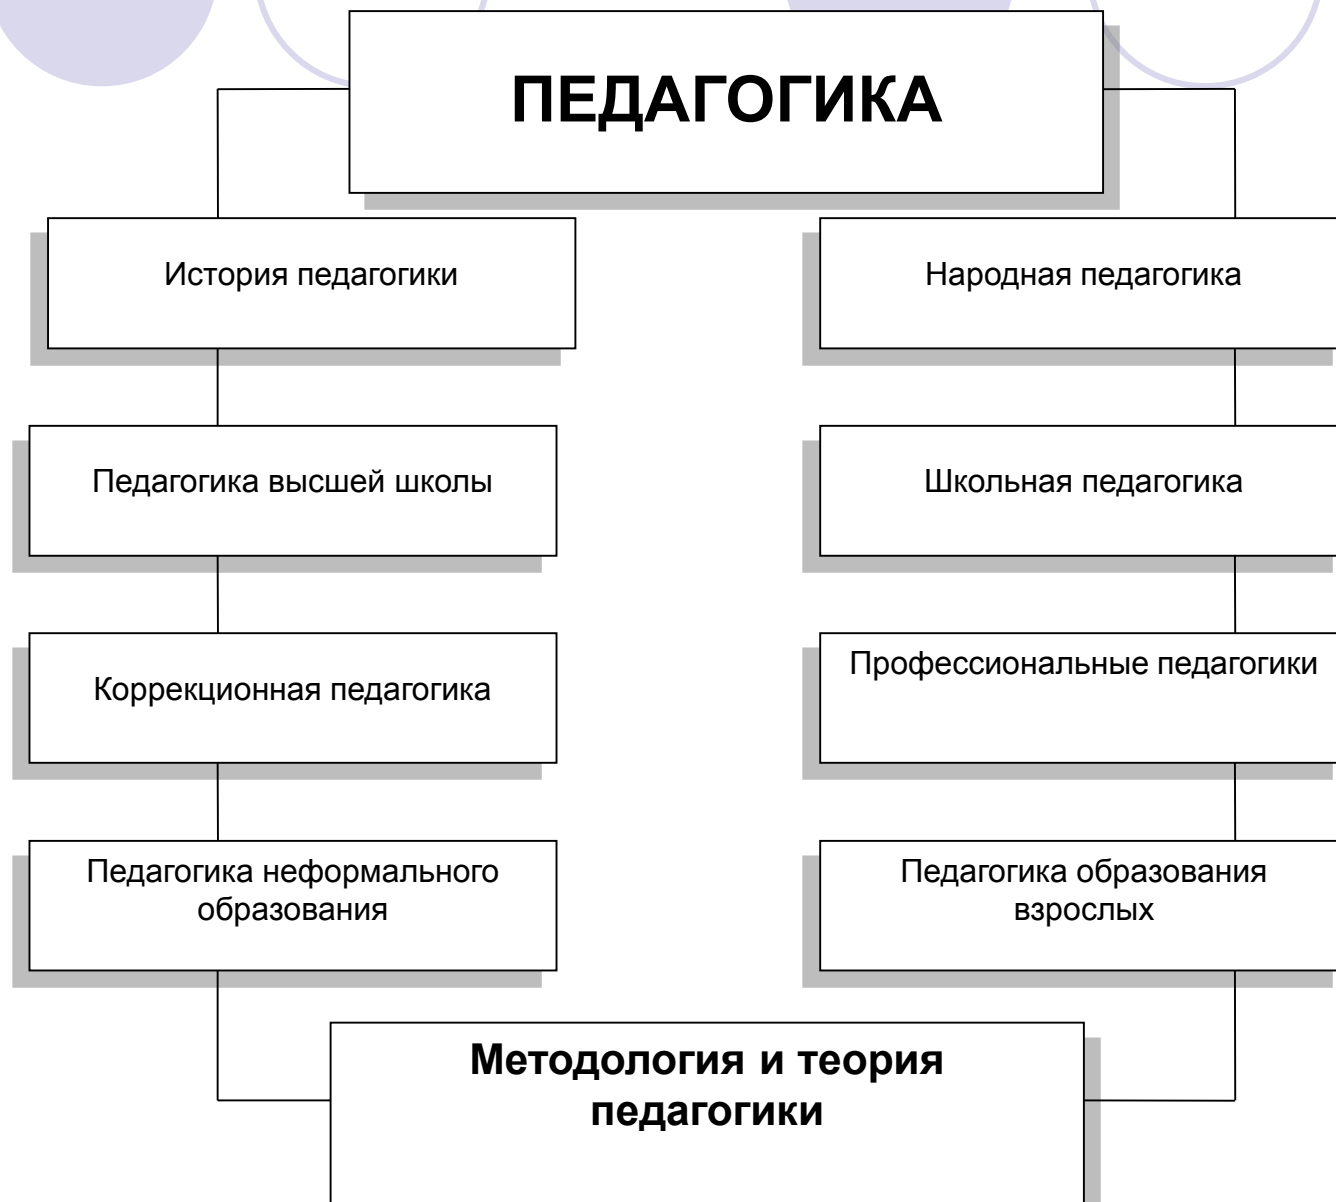 ПЕДАГОГИКА
История педагогики
Народная педагогика
Педагогика высшей школы
Школьная педагогика
Коррекционная педагогика
Профессиональные педагогики
Педагогика неформального
образования
Педагогика образования
взрослых
Методология и теория
педагогики